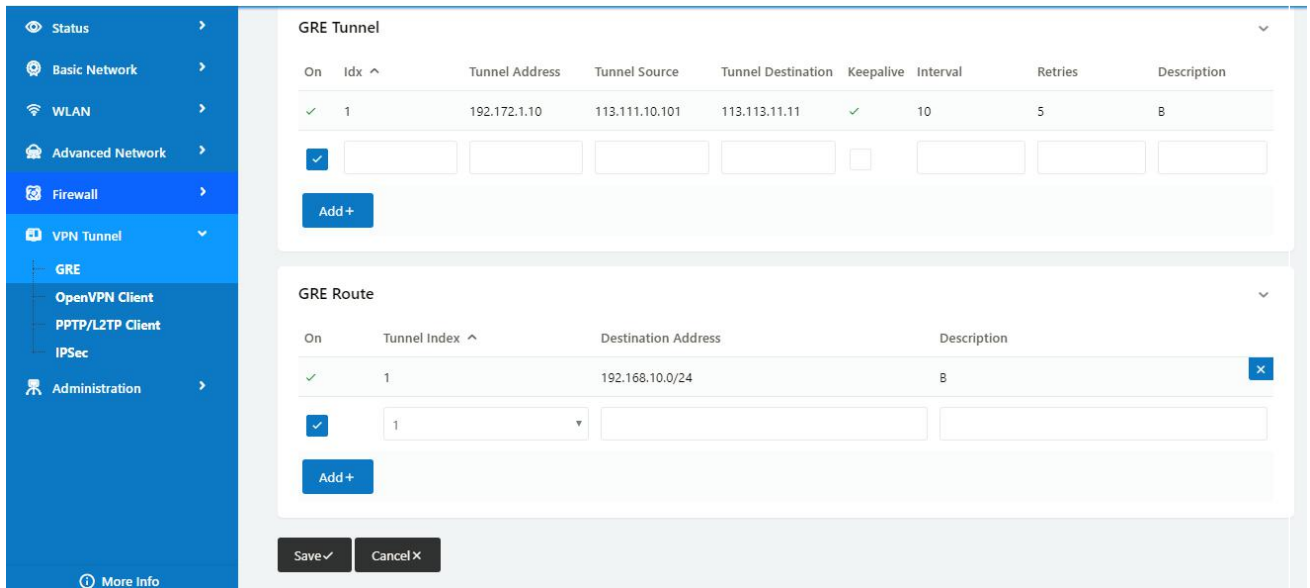 Status
Basic Network
WLAN
Advanced Network
Firewall
VPN Tunnel
GRE
OpenVPN Client
PPTP/L2TP Client
IPSec
Administration
More Info
GRE Tunnel
On Idx Tunnel Address Tunnel Source Tunnel Destination Keepalive Interval Retries Description
1 192.172.1.10 113.111.10.101 113.113.11.11 10 5 B
Add+
GRE Route
On Tunnel Index Destination Address Description
1 192.168.10.0/24 B
1
Add+
Save
Cancel